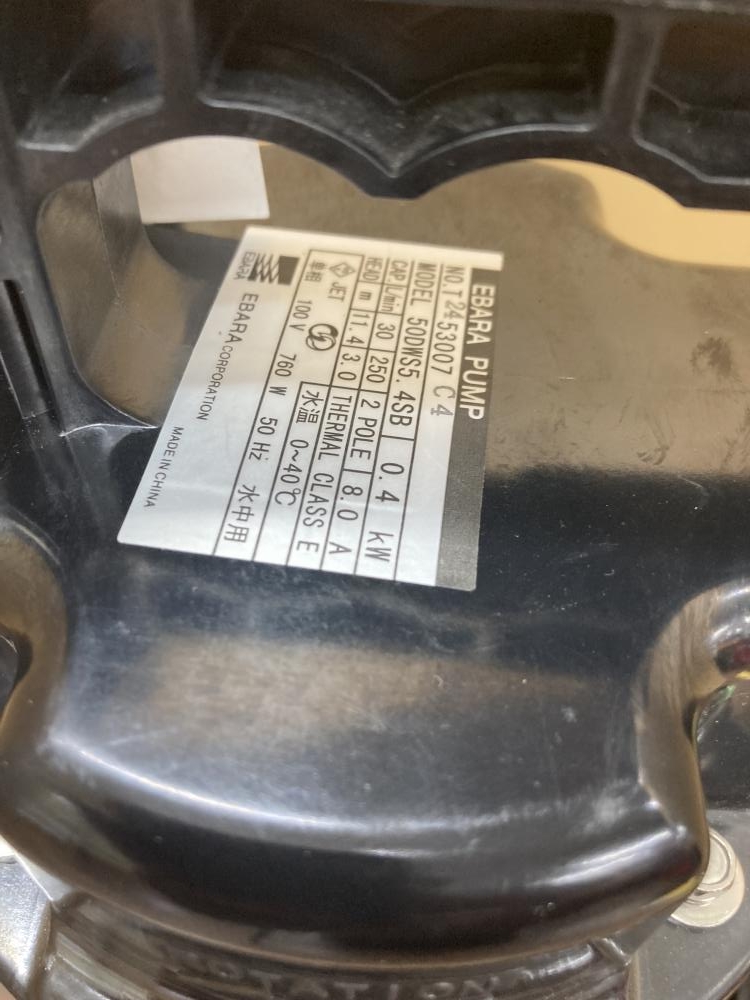 EBARA PUMP
NO.T2453007 C4
MODEL 50DWS5.4SB 0.4 kW
CAP L/min 30 250 2 POLE 8.0 A
HEAD m 11.4 3.0 THERMAL CLASS E
JET 水温 0~40℃
単相 100 V 760 W 50 Hz 水中用
EBARA EBARA CORPORATION
MADE IN CHINA
ROTATION